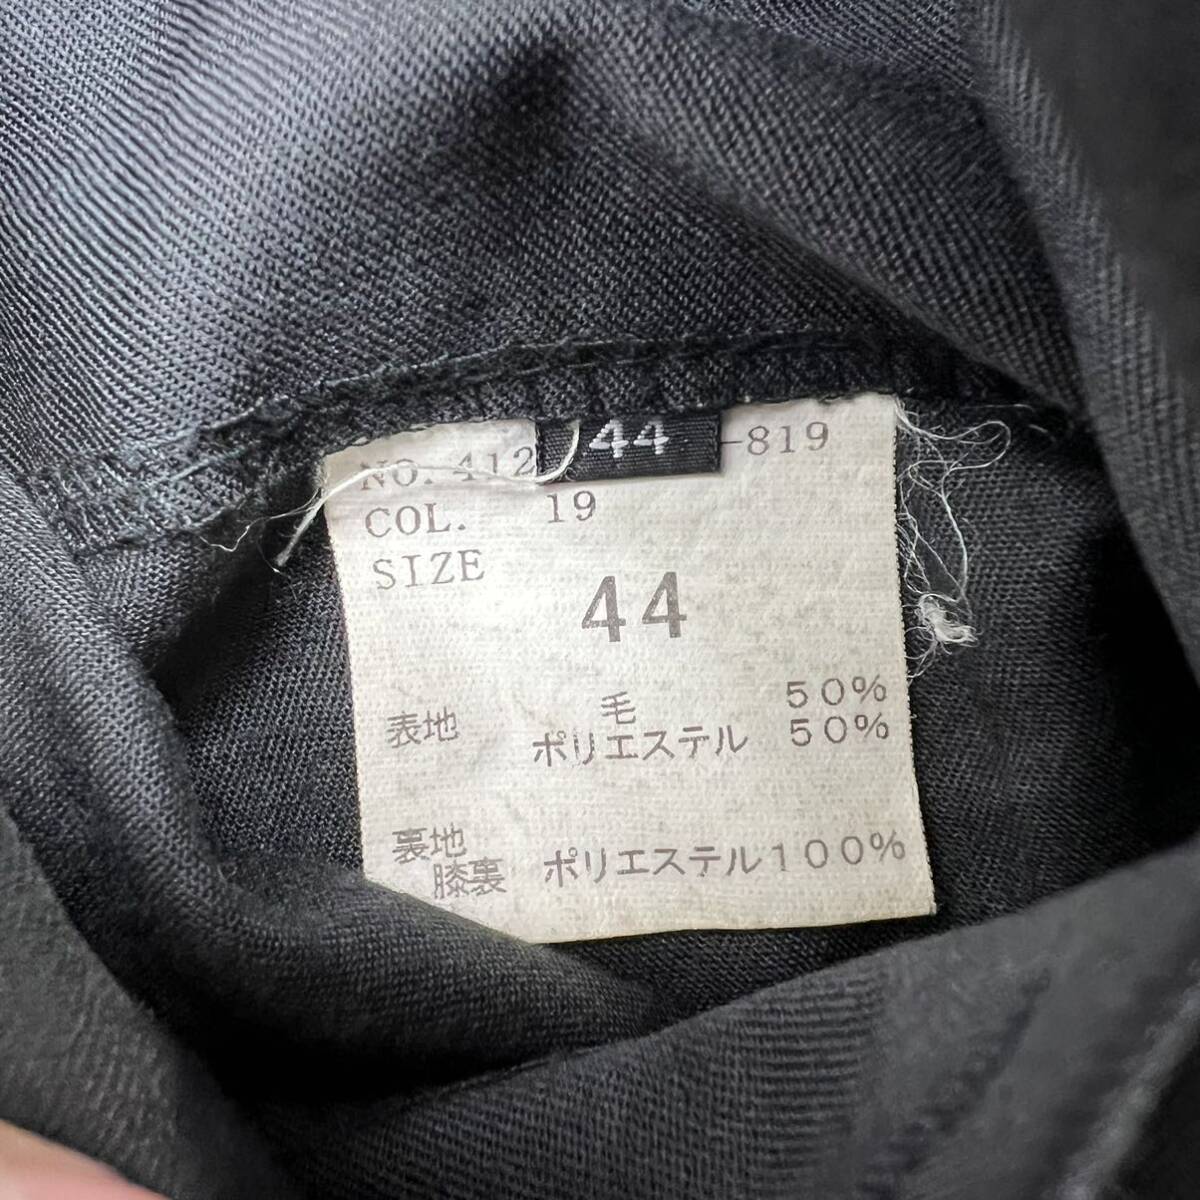 NO. 412 -819
44
COL. 19
SIZE
44
毛 50%
表地 ポリエステル 50%
裏地
膝裏 ポリエステル100%